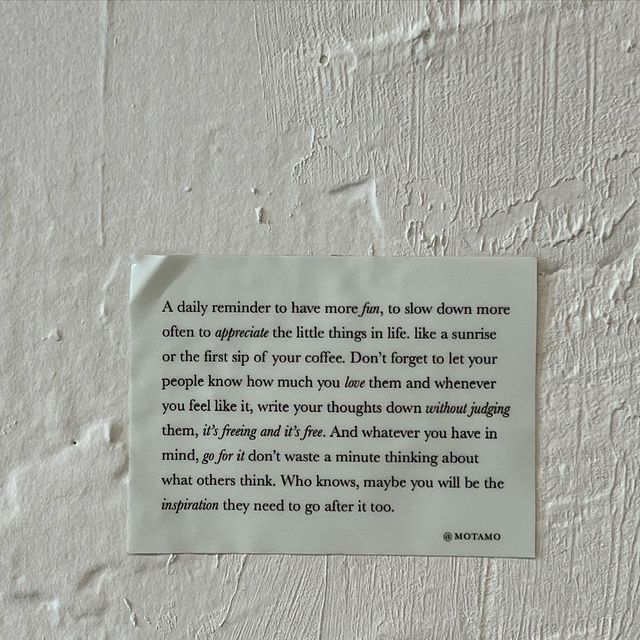 A daily reminder to have more fun, to slow down more
often to appreciate the little things in life. like a sunrise
or the first sip of your coffee. Don't forget to let your
people know how much you love them and whenever
you feel like it, write your thoughts down without judging
them, it's freeing and it's free. And whatever you have in
mind, go for it don't waste a minute thinking about
what others think. Who knows, maybe you will be the
inspiration they need to go after it too.
@MOTAMO